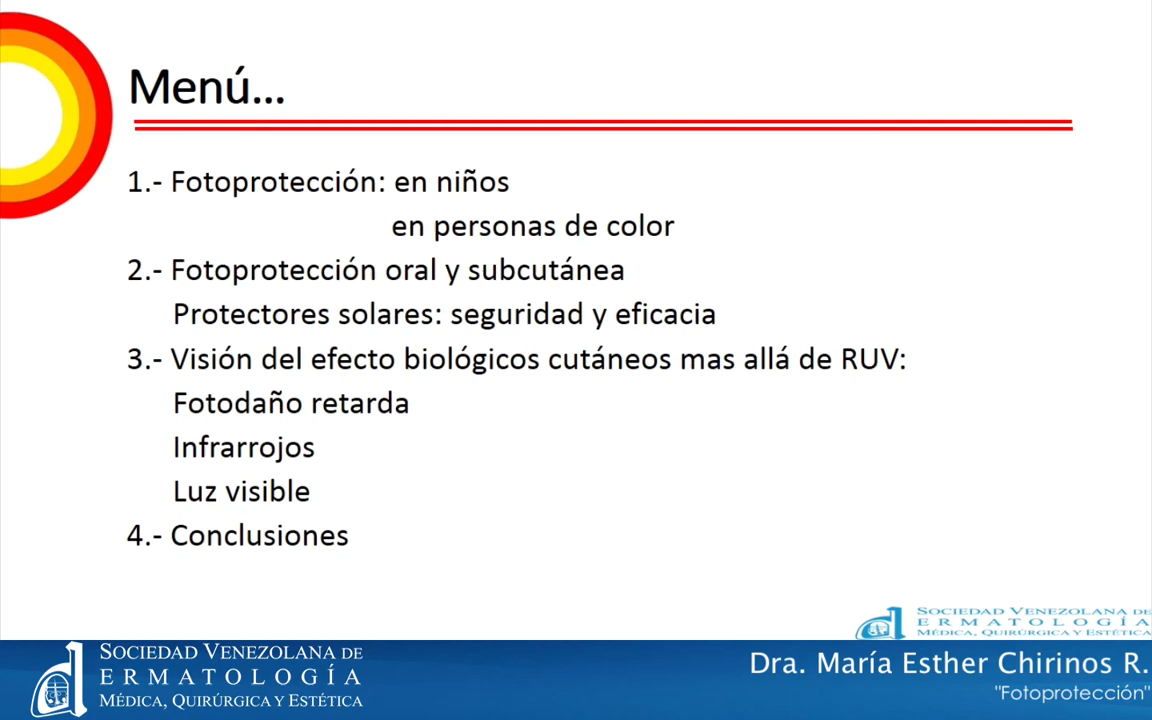 Menú...
1.- Fotoprotección: en niños
en personas de color
2.- Fotoprotección oral y subcutánea
Protectores solares: seguridad y eficacia
3.- Visión del efecto biológicos cutáneos mas allá de RUV:
Fotodaño retarda
Infrarrojos
Luz visible
4.- Conclusiones
SOCIEDAD VENEZOLANA DE
ERMATOLOGÍA
MÉDICA, QUIRÚRGICA Y ESTÉTICA
SOCIEDAD VENEZOLANA DE
ERMATOLOGÍA
MÉDICA, QUIRÚRGICA Y ESTÉTICA
Dra. María Esther Chirinos R.
"Fotoprotección"